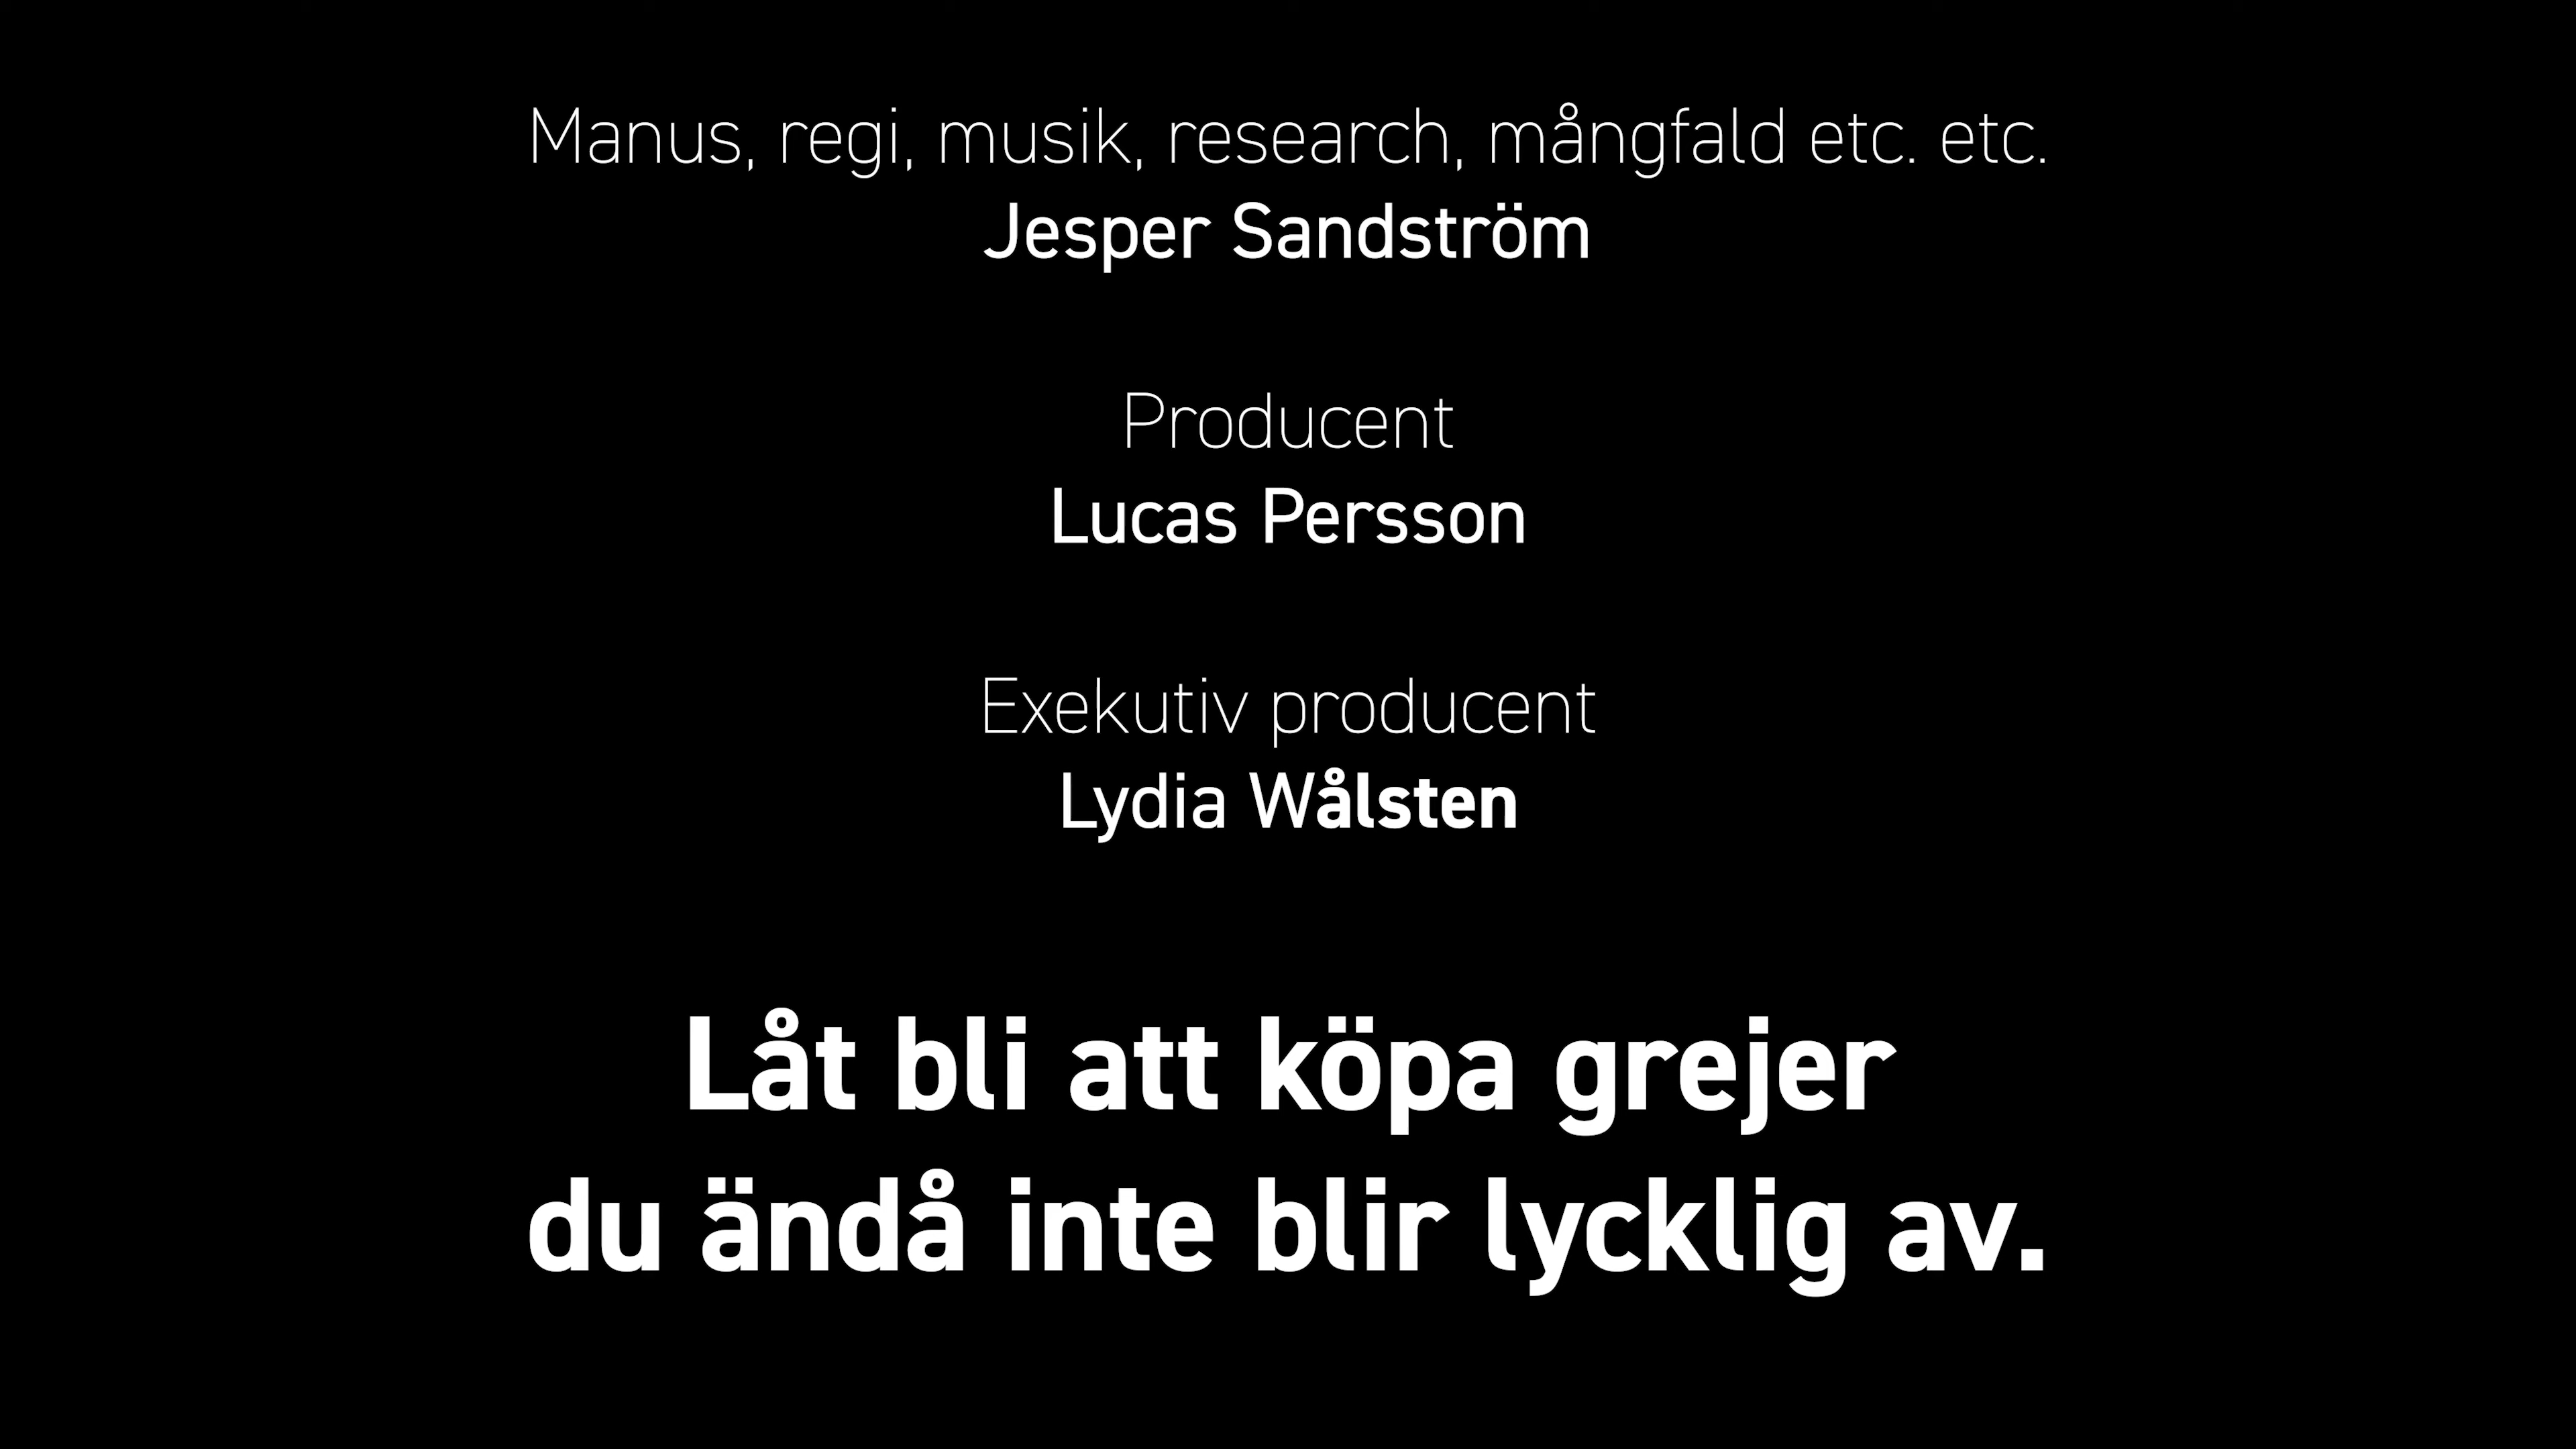 Manus, regi, musik, research, mångfald etc. etc.
Jesper Sandström
Producent
Lucas Persson
Exekutiv producent
Lydia Wålsten
Låt bli att köpa grejer
du ändå inte blir lycklig av.